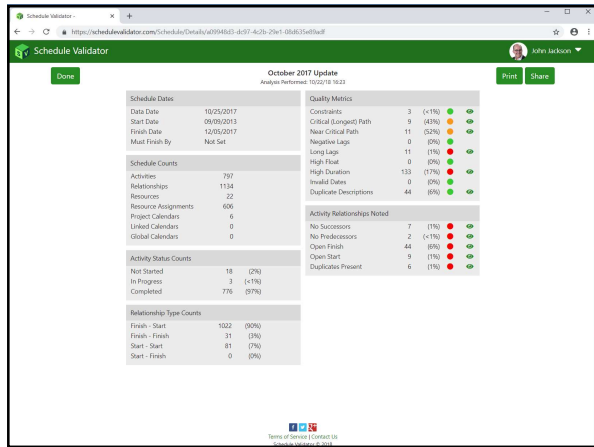 Schedule Validator -
https://schedulevalidator.com/Schedule/Details/a09948d3-dc97-4c2b-29e1-08d635e89adf
Schedule Validator
John Jackson
Done
October 2017 Update
Analysis Performed: 10/22/18 16:23
Print
Share
Schedule Dates
Data Date 10/25/2017
Start Date 09/09/2013
Finish Date 12/05/2017
Must Finish By Not Set
Schedule Counts
Activities 797
Relationships 1134
Resources 22
Resource Assignments 606
Project Calendars 6
Linked Calendars 0
Global Calendars 0
Activity Status Counts
Not Started 18 (2%)
In Progress 3 (<1%)
Completed 776 (97%)
Relationship Type Counts
Finish - Start 1022 (90%)
Finish - Finish 31 (3%)
Start - Start 81 (7%)
Start - Finish 0 (0%)
Quality Metrics
Constraints 3 (<1%)
Critical (Longest) Path 9 (43%)
Near Critical Path 11 (52%)
Negative Lags 0 (0%)
Long Lags 11 (1%)
High Float 0 (0%)
High Duration 133 (17%)
Invalid Dates 0 (0%)
Duplicate Descriptions 44 (6%)
Activity Relationships Noted
No Successors 7 (1%)
No Predecessors 2 (<1%)
Open Finish 44 (6%)
Open Start 9 (1%)
Duplicates Present 6 (1%)
Terms of Service | Contact Us
Schedule Validator © 2018